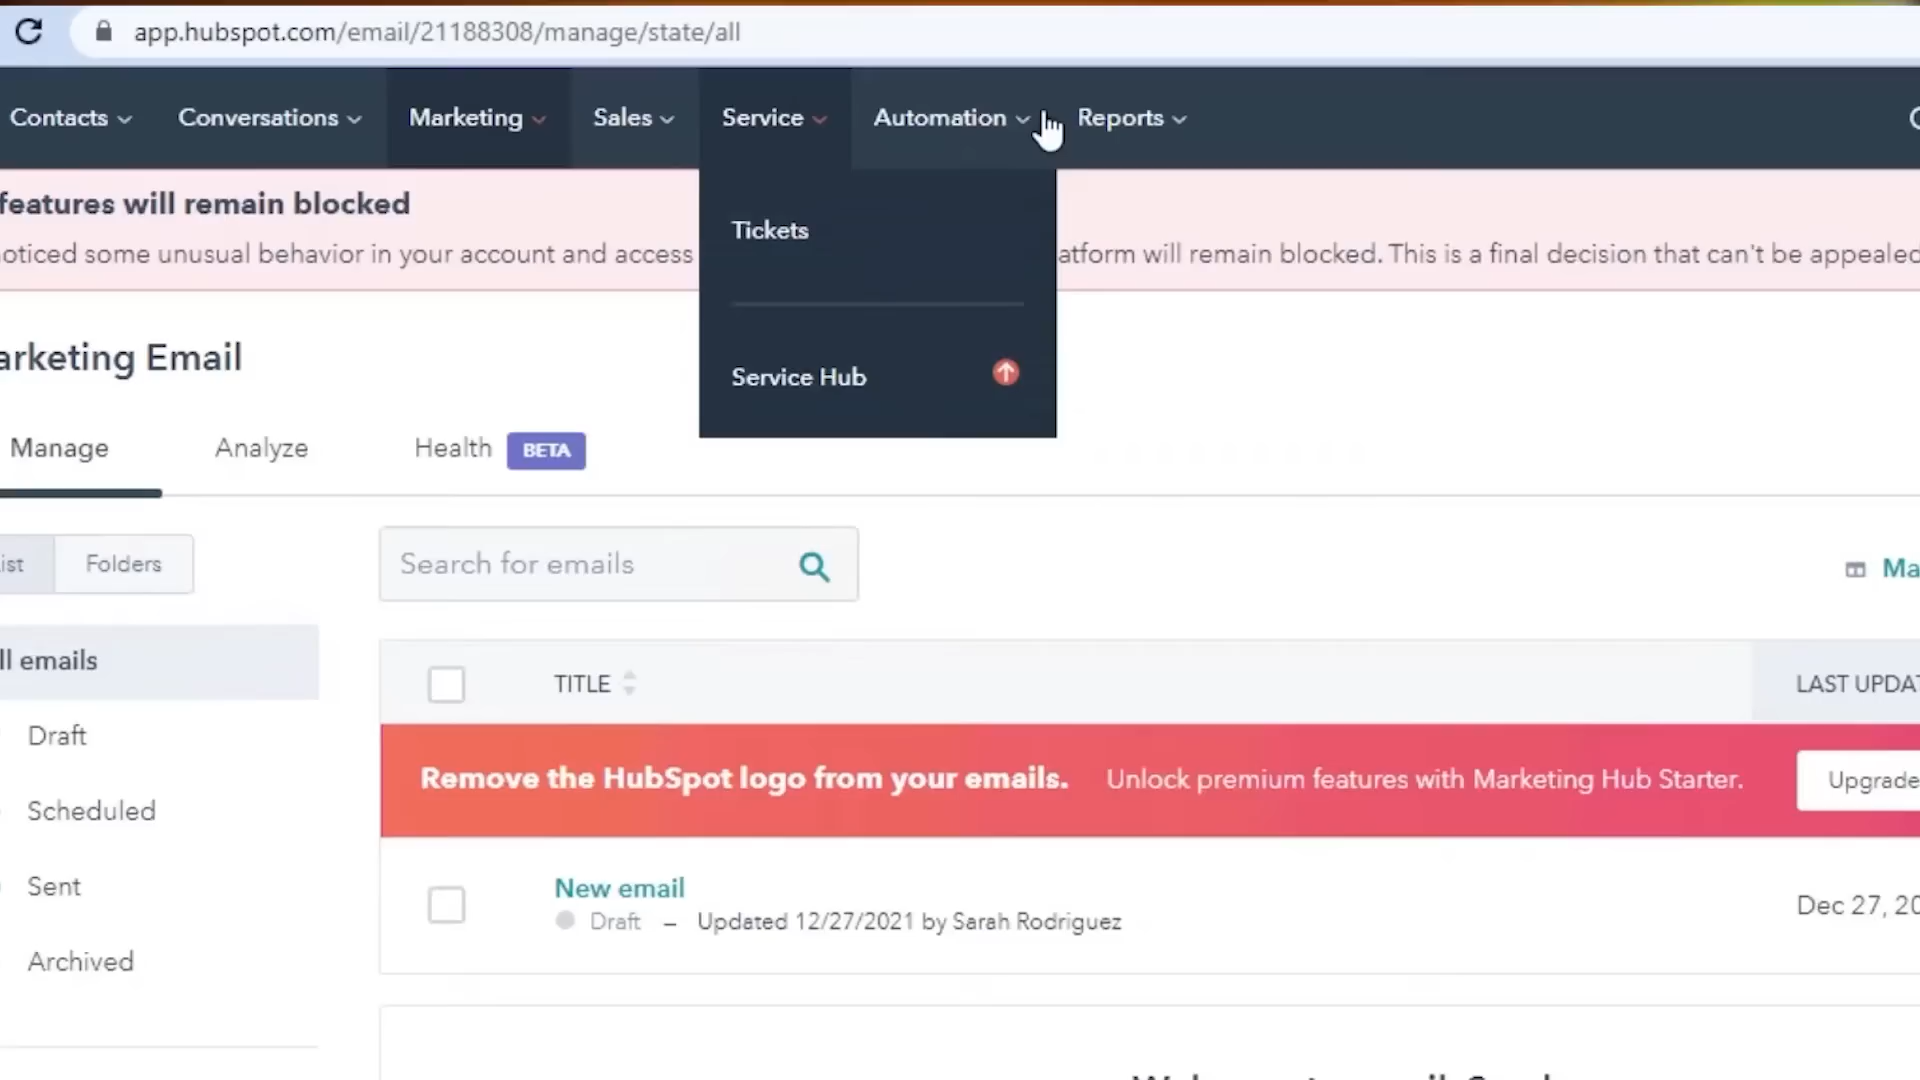 app.hubspot.com/email/21188308/manage/state/all
Contacts Conversations Marketing Sales Service Automation Reports
features will remain blocked
Tickets
noticed some unusual behavior in your account and access
atform will remain blocked. This is a final decision that can't be appealed
Service Hub
arketing Email
Manage Analyze Health BETA
ist Folders
Search for emails
Ma
ll emails
TITLE
LAST UPDAT
Draft
Remove the HubSpot logo from your emails. Unlock premium features with Marketing Hub Starter.
Upgrade
Scheduled
Sent
New email
Draft – Updated 12/27/2021 by Sarah Rodriguez
Dec 27, 20
Archived